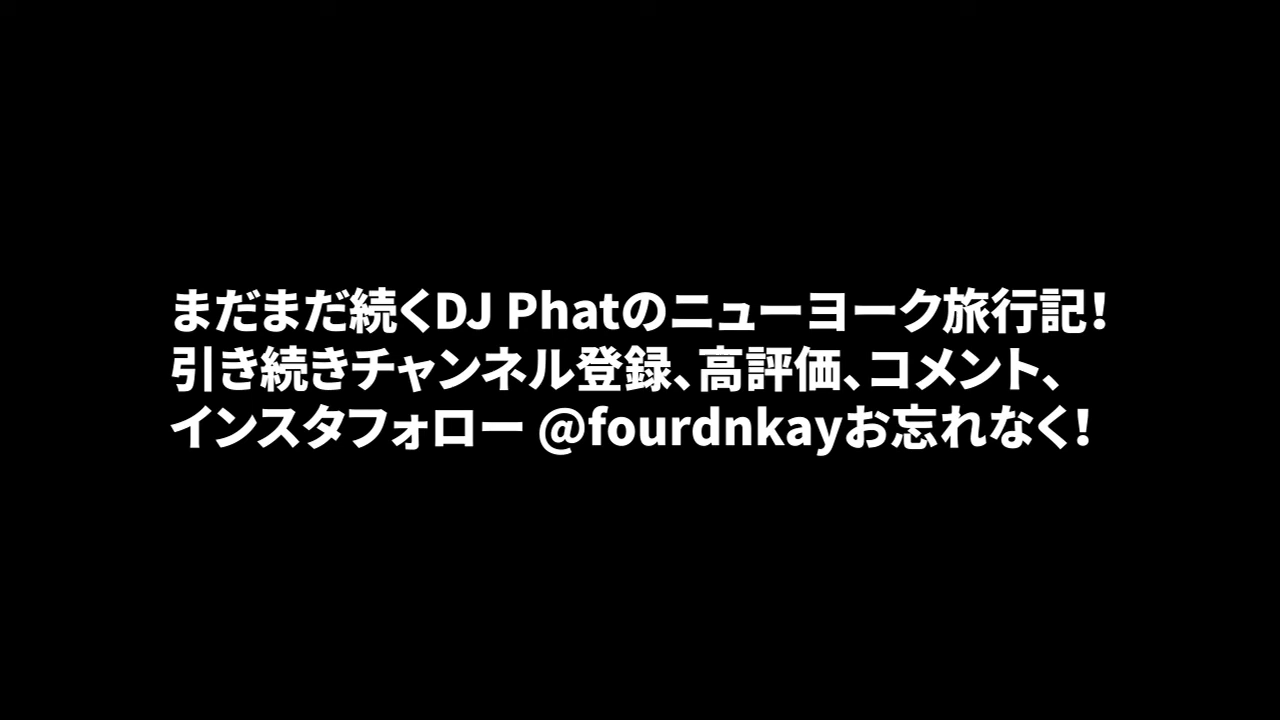 まだまだ続くDJ Phatのニューヨーク旅行記！
引き続きチャンネル登録、高評価、コメント、
インスタフォロー @fourdnkayお忘れなく！